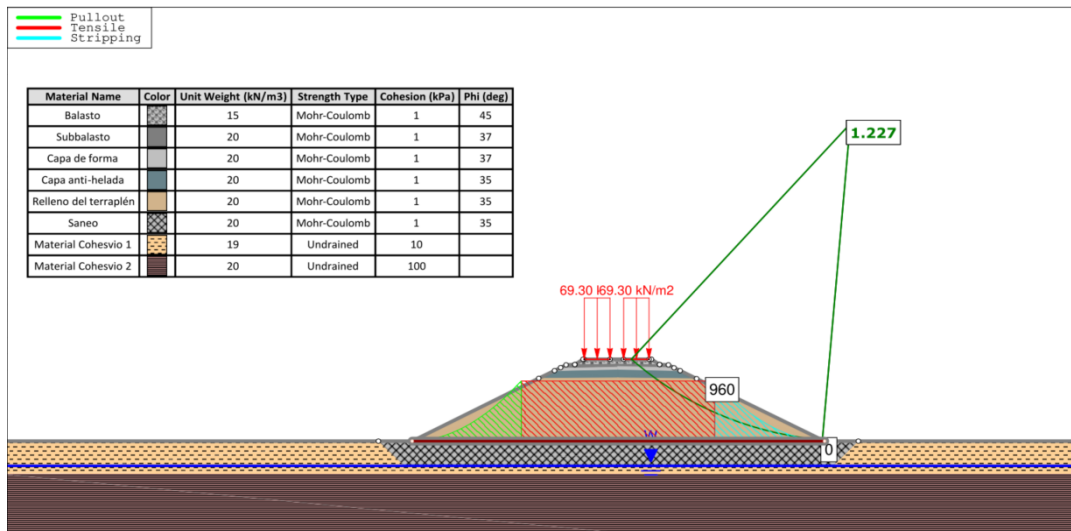 Pullout
Tensile
Stripping
Material Name Color Unit Weight (kN/m3) Strength Type Cohesion (kPa) Phi (deg)
Balasto 15 Mohr-Coulomb 1 45
Subbalasto 20 Mohr-Coulomb 1 37
Capa de forma 20 Mohr-Coulomb 1 37
Capa anti-helada 20 Mohr-Coulomb 1 35
Relleno del terraplén 20 Mohr-Coulomb 1 35
Saneo 20 Mohr-Coulomb 1 35
Material Cohesvio 1 19 Undrained 10
Material Cohesvio 2 20 Undrained 100
1.227
69.30 69.30 kN/m2
960
W
0